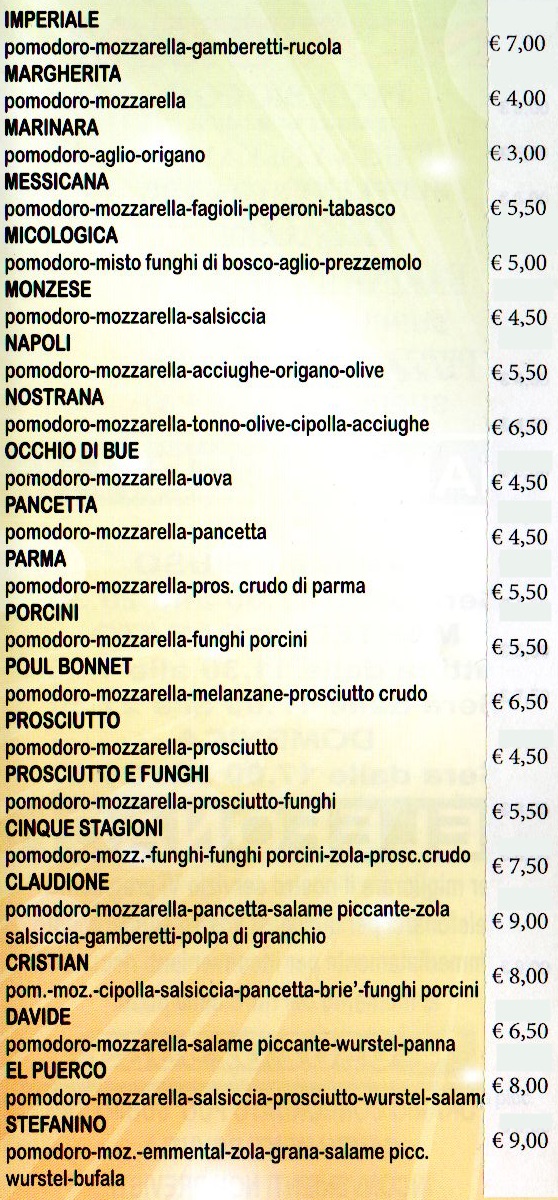 IMPERIALE
pomodoro-mozzarella-gamberetti-rucola € 7,00
MARGHERITA
pomodoro-mozzarella € 4,00
MARINARA
pomodoro-aglio-origano € 3,00
MESSICANA
pomodoro-mozzarella-fagioli-peperoni-tabasco € 5,50
MICOLOGICA
pomodoro-misto funghi di bosco-aglio-prezzemolo € 5,00
MONZESE
pomodoro-mozzarella-salsiccia € 4,50
NAPOLI
pomodoro-mozzarella-acciughe-origano-olive € 5,50
NOSTRANA
pomodoro-mozzarella-tonno-olive-cipolla-acciughe € 6,50
OCCHIO DI BUE
pomodoro-mozzarella-uova € 4,50
PANCETTA
pomodoro-mozzarella-pancetta € 4,50
PARMA
pomodoro-mozzarella-pros. crudo di parma € 5,50
PORCINI
pomodoro-mozzarella-funghi porcini € 5,50
POUL BONNET
pomodoro-mozzarella-melanzane-prosciutto crudo € 6,50
PROSCIUTTO
pomodoro-mozzarella-prosciutto € 4,50
PROSCIUTTO E FUNGHI
pomodoro-mozzarella-prosciutto-funghi € 5,50
CINQUE STAGIONI
pomodoro-mozz.-funghi-funghi porcini-zola-prosc.crudo € 7,50
CLAUDIONE
pomodoro-mozzarella-pancetta-salame piccante-zola € 9,00
salsiccia-gamberetti-polpa di granchio
CRISTIAN
pom.-moz.-cipolla-salsiccia-pancetta-brie'-funghi porcini € 8,00
DAVIDE
pomodoro-mozzarella-salame piccante-wurstel-panna € 6,50
EL PUERCO
pomodoro-mozzarella-salsiccia-prosciutto-wurstel-salame € 8,00
STEFANINO
pomodoro-moz.-emmental-zola-grana-salame picc. € 9,00
wurstel-bufala